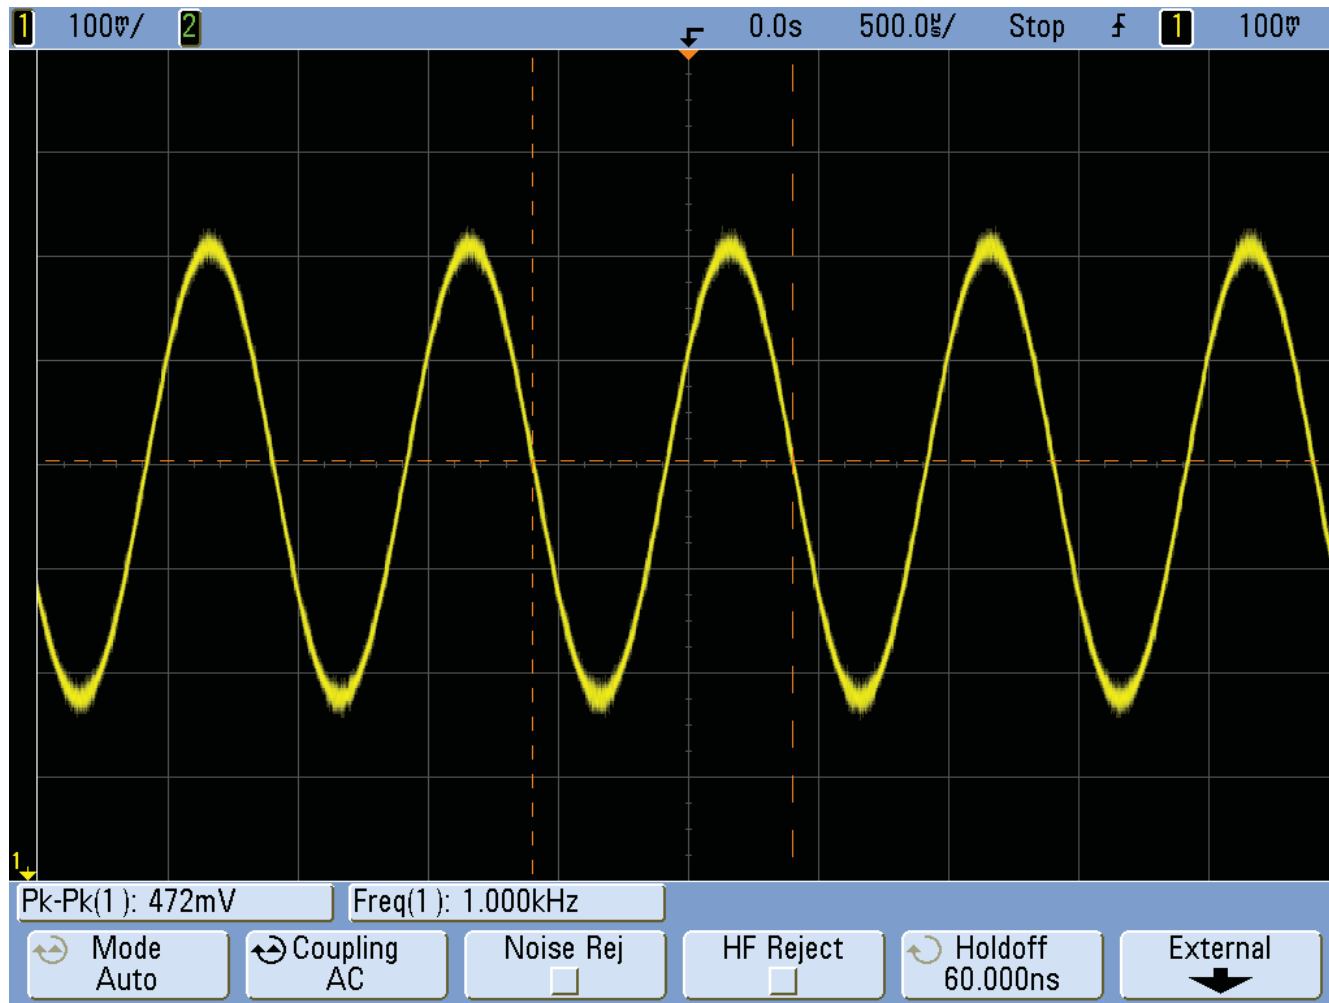 1 100mV/ 2 0.0s 500.0µs/ Stop 1 100mV
1
Pk-Pk(1): 472mV Freq(1): 1.000kHz
Mode Coupling Noise Rej HF Reject Holdoff External
Auto AC 60.000ns